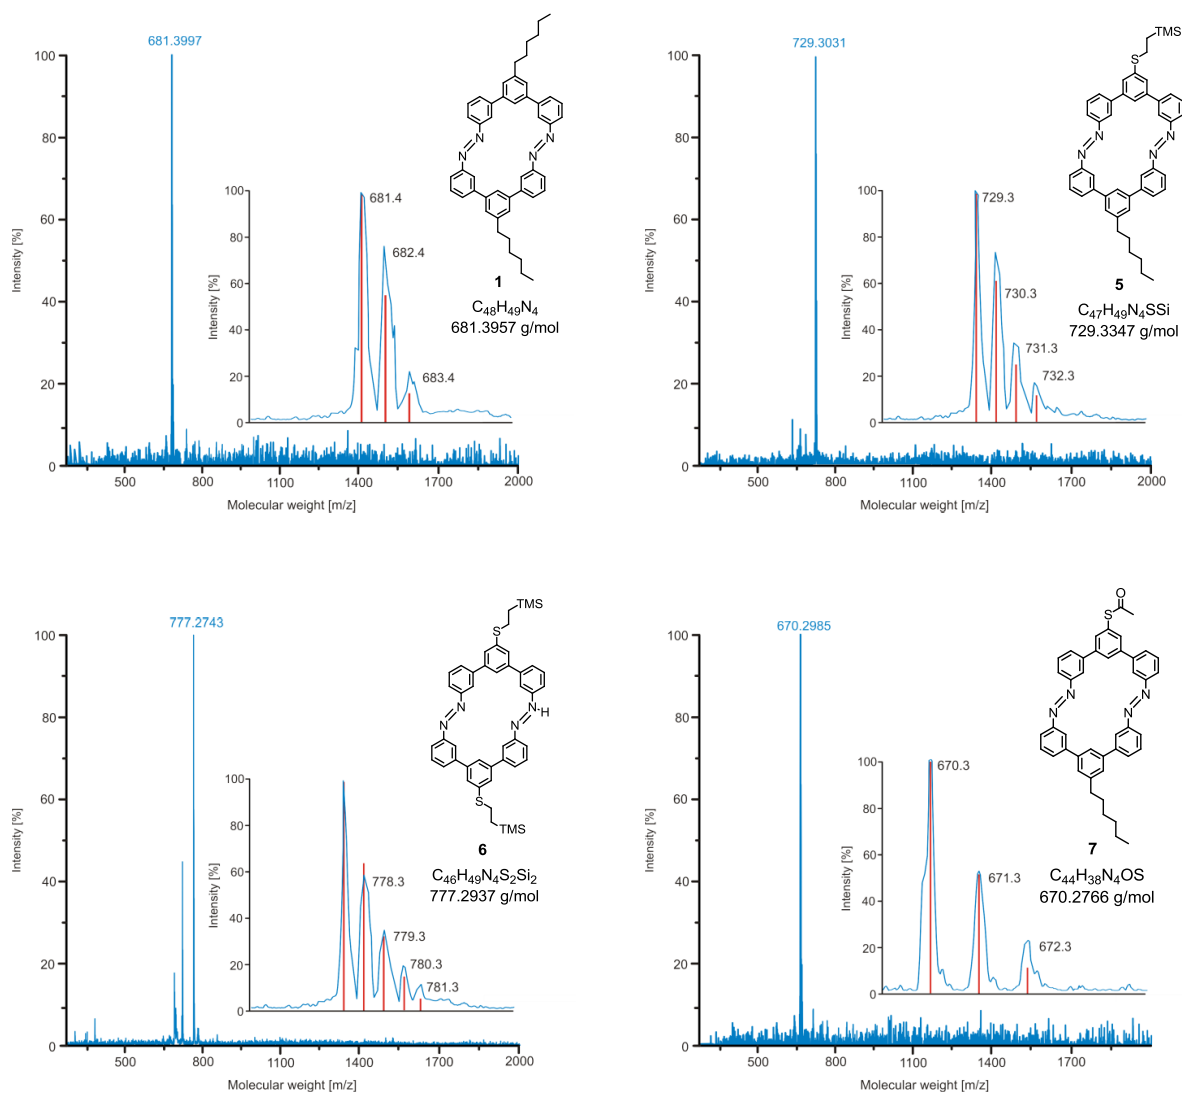 681.3997
100
80
60
40
20
0
Intensity [%]
500
800
1100
1400
1700
2000
Molecular weight [m/z]
100
80
60
40
20
0
Intensity [%]
681.4
682.4
683.4
N
N
N
N
1
C48H49N4
681.3957 g/mol
729.3031
100
80
60
40
20
0
Intensity [%]
500
800
1100
1400
1700
2000
Molecular weight [m/z]
100
80
60
40
20
0
Intensity [%]
729.3
730.3
731.3
732.3
TMS
S
N
N
N
N
5
C47H49N4SSi
729.3347 g/mol
777.2743
100
80
60
40
20
0
Intensity [%]
500
800
1100
1400
1700
2000
Molecular weight [m/z]
100
80
60
40
20
0
Intensity [%]
778.3
779.3
780.3
781.3
TMS
S
N
N·H
N
N
S
TMS
6
C46H49N4S2Si2
777.2937 g/mol
670.2985
100
80
60
40
20
0
Intensity [%]
500
800
1100
1400
1700
2000
Molecular weight [m/z]
100
80
60
40
20
0
Intensity [%]
670.3
671.3
672.3
O
S
N
N
N
N
7
C44H38N4OS
670.2766 g/mol